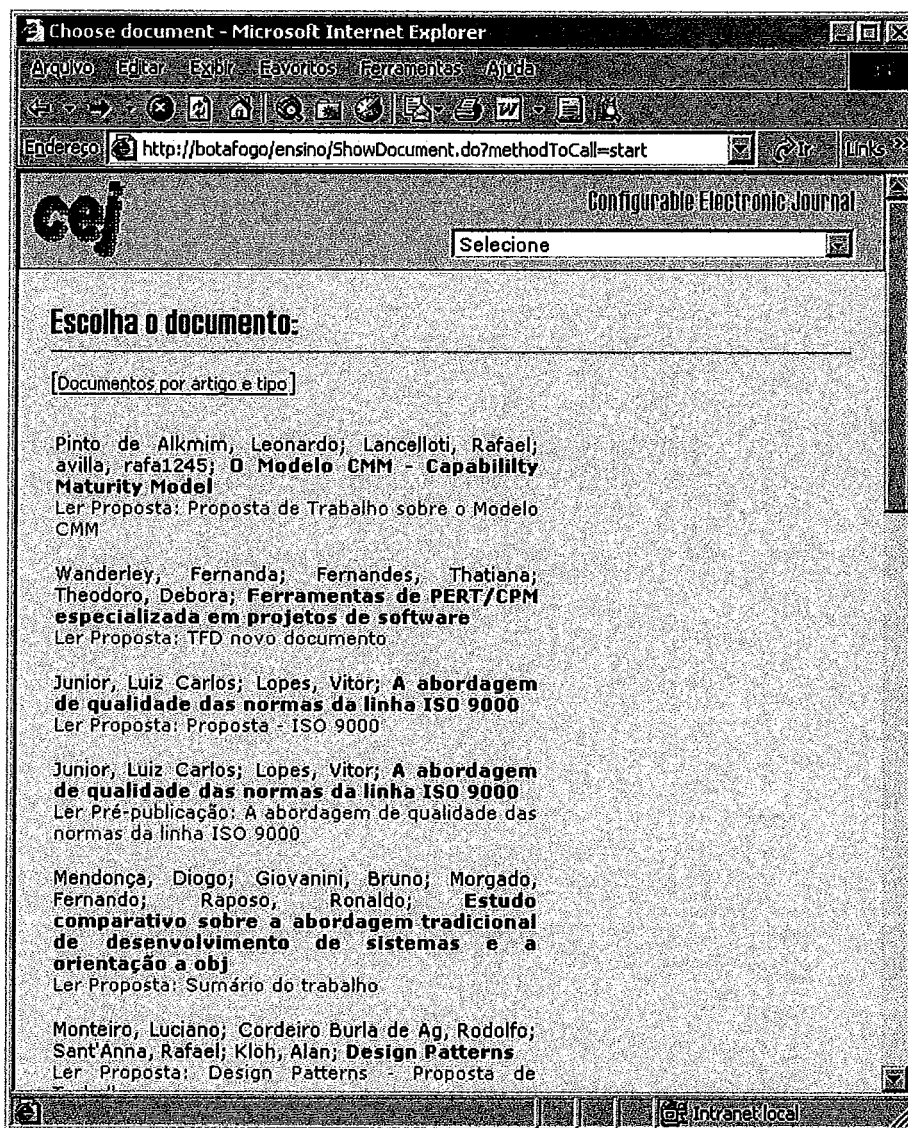 Choose document - Microsoft Internet Explorer
Arquivo Editar Exibir Favoritos Ferramentas Ajuda
Endereço http://botafogo/ensino/ShowDocument.do?methodToCall=start Ir Links »
cej
Configurable Electronic Journal
Selecione
Escolha o documento:
[Documentos por artigo e tipo]
Pinto de Alkmim, Leonardo; Lancelloti, Rafael;
avilla, rafa1245; O Modelo CMM - Capabililty
Maturity Model
Ler Proposta: Proposta de Trabalho sobre o Modelo
CMM
Wanderley, Fernanda; Fernandes, Thatiana;
Theodoro, Debora; Ferramentas de PERT/CPM
especializada em projetos de software
Ler Proposta: TFD novo documento
Junior, Luiz Carlos; Lopes, Vitor; A abordagem
de qualidade das normas da linha ISO 9000
Ler Proposta: Proposta - ISO 9000
Junior, Luiz Carlos; Lopes, Vitor; A abordagem
de qualidade das normas da linha ISO 9000
Ler Pré-publicação: A abordagem de qualidade das
normas da linha ISO 9000
Mendonça, Diogo; Giovanini, Bruno; Morgado,
Fernando; Raposo, Ronaldo; Estudo
comparativo sobre a abordagem tradicional
de desenvolvimento de sistemas e a
orientação a obj
Ler Proposta: Sumário do trabalho
Monteiro, Luciano; Cordeiro Burla de Ag, Rodolfo;
Sant'Anna, Rafael; Klöh, Alan; Design Patterns
Ler Proposta: Design Patterns - Proposta de
Intranet local